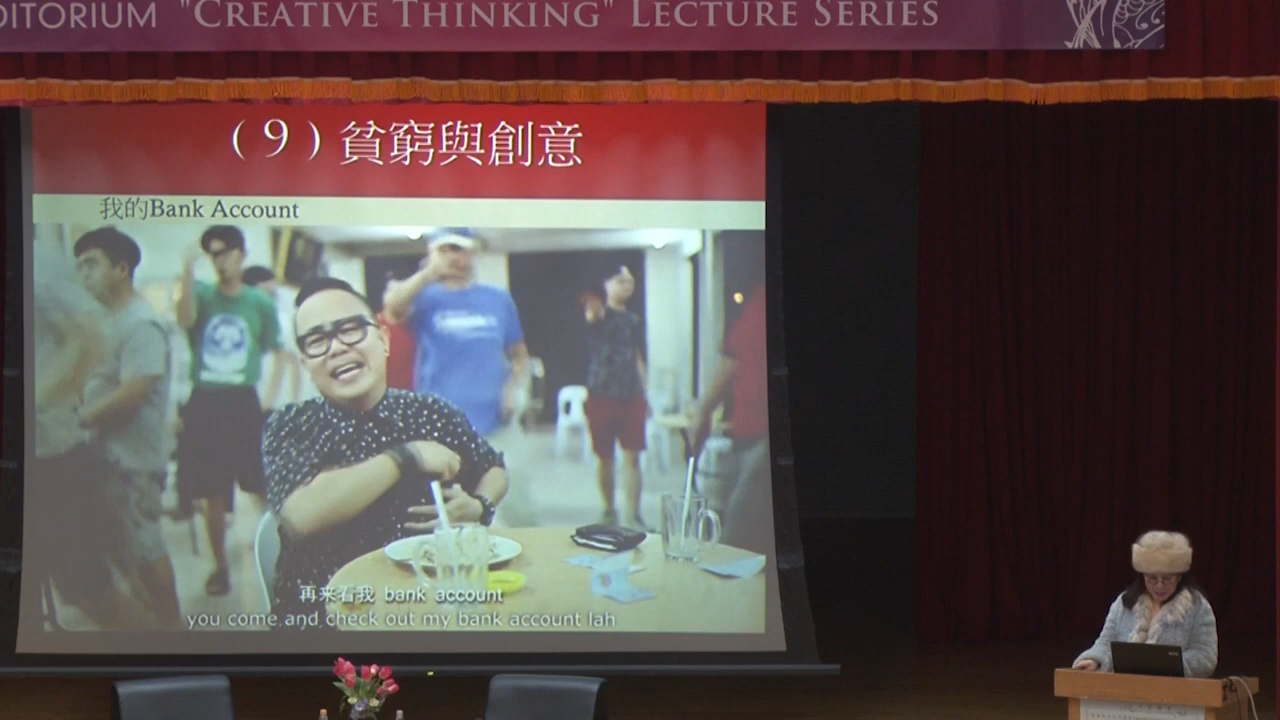 DITORIUM "CREATIVE THINKING" LECTURE SERIES
(9)貧窮與創意
我的Bank Account
再来看我 bank account
you come and check out my bank account lah